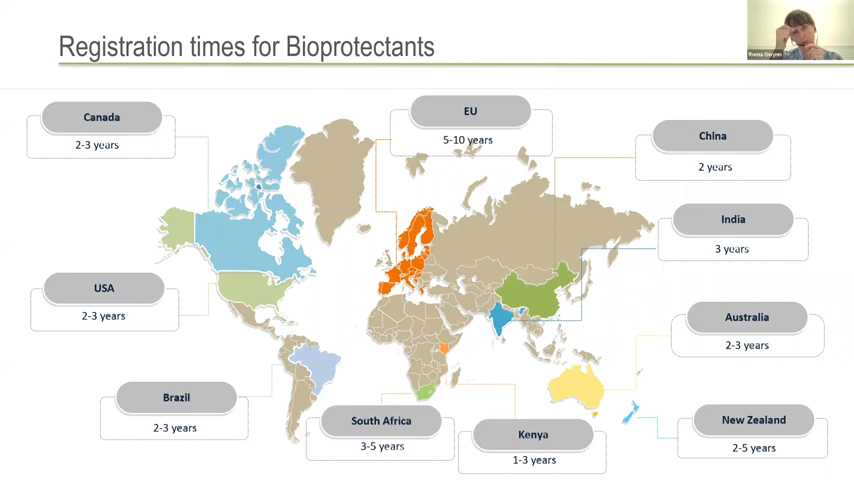 Registration times for Bioprotectants
Roma Gwynn
Canada
2-3 years
EU
5-10 years
China
2 years
India
3 years
USA
2-3 years
Australia
2-3 years
Brazil
2-3 years
South Africa
3-5 years
Kenya
1-3 years
New Zealand
2-5 years